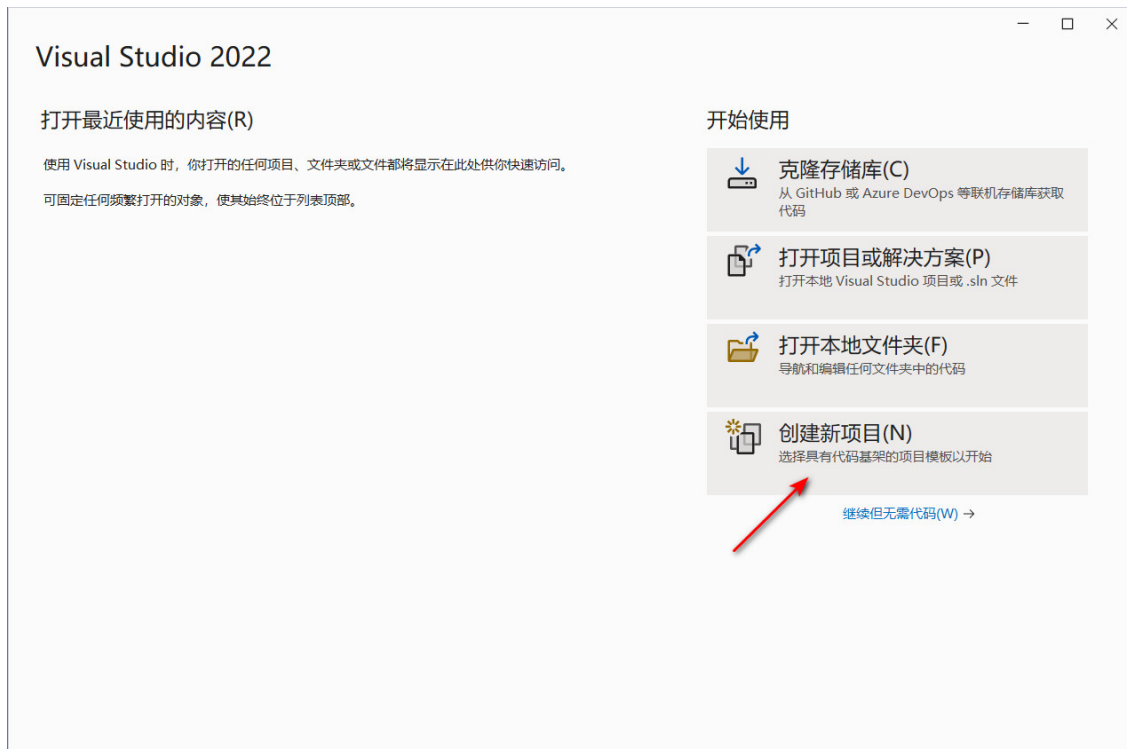 Visual Studio 2022
打开最近使用的内容(R)
使用 Visual Studio 时，你打开的任何项目、文件夹或文件都将显示在此处供你快速访问。
可固定任何频繁打开的对象，使其始终位于列表顶部。
开始使用
克隆存储库(C)
从 GitHub 或 Azure DevOps 等联机存储库获取
代码
打开项目或解决方案(P)
打开本地 Visual Studio 项目或 .sln 文件
打开本地文件夹(F)
导航和编辑任何文件夹中的代码
创建新项目(N)
选择具有代码基架的项目模板以开始
继续但无需代码(W) →